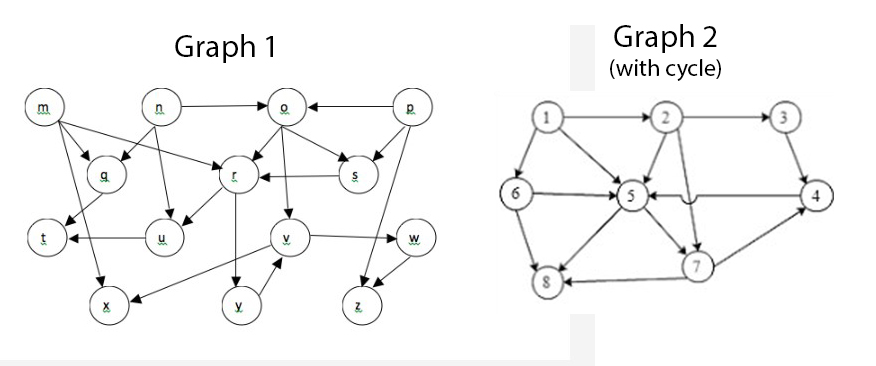 Graph 1
Graph 2
(with cycle)
m n o p
q r s
t u v w
x y z
1 2 3
6 5 4
7
8